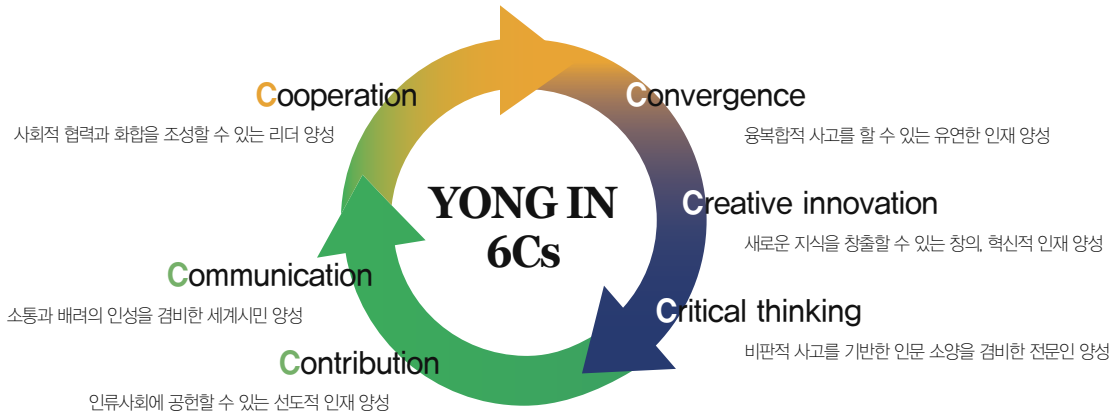 Cooperation
사회적 협력과 화합을 조성할 수 있는 리더 양성
Convergence
융복합적 사고를 할 수 있는 유연한 인재 양성
YONG IN
6Cs
Creative innovation
새로운 지식을 창출할 수 있는 창의, 혁신적 인재 양성
Communication
소통과 배려의 인성을 겸비한 세계시민 양성
Critical thinking
비판적 사고를 기반한 인문 소양을 겸비한 전문인 양성
Contribution
인류사회에 공헌할 수 있는 선도적 인재 양성